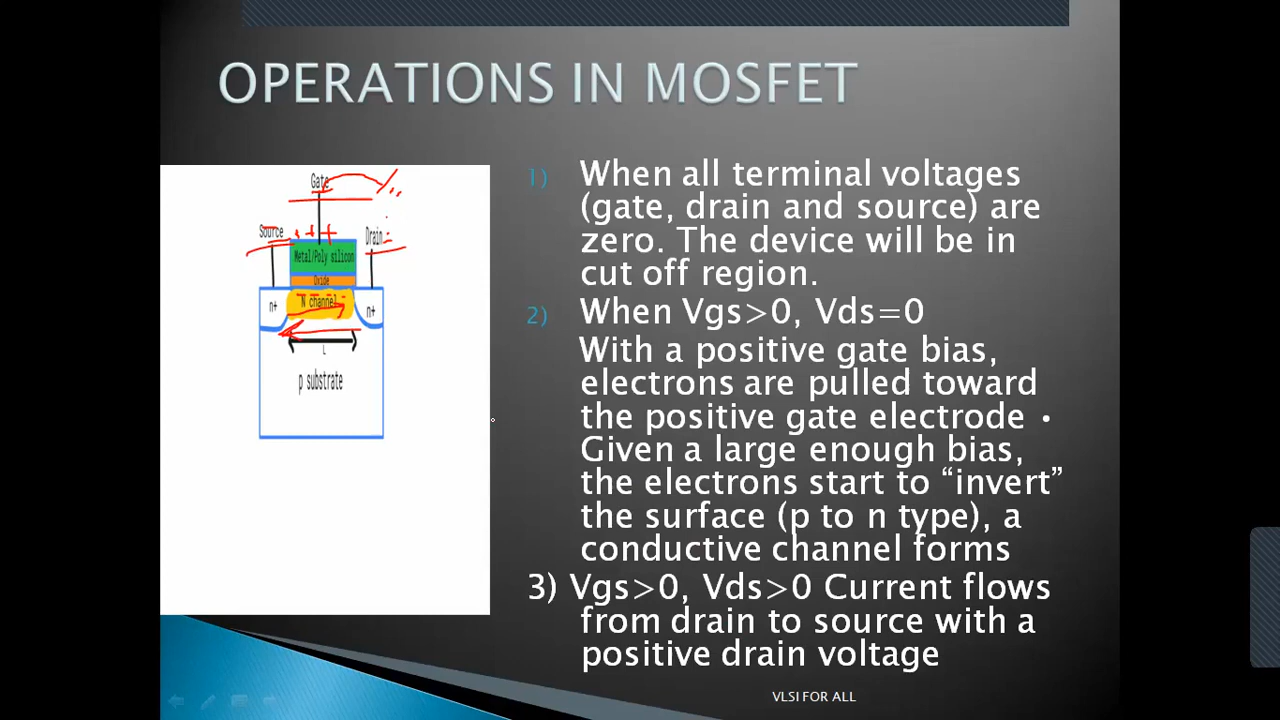 OPERATIONS IN MOSFET
Gate
Source
Drain
Metal/Poly silicon
Oxide
n+
N channel
n+
L
p substrate
1) When all terminal voltages
(gate, drain and source) are
zero. The device will be in
cut off region.
2) When Vgs>0, Vds=0
With a positive gate bias,
electrons are pulled toward
the positive gate electrode •
Given a large enough bias,
the electrons start to “invert”
the surface (p to n type), a
conductive channel forms
3) Vgs>0, Vds>0 Current flows
from drain to source with a
positive drain voltage
VLSI FOR ALL